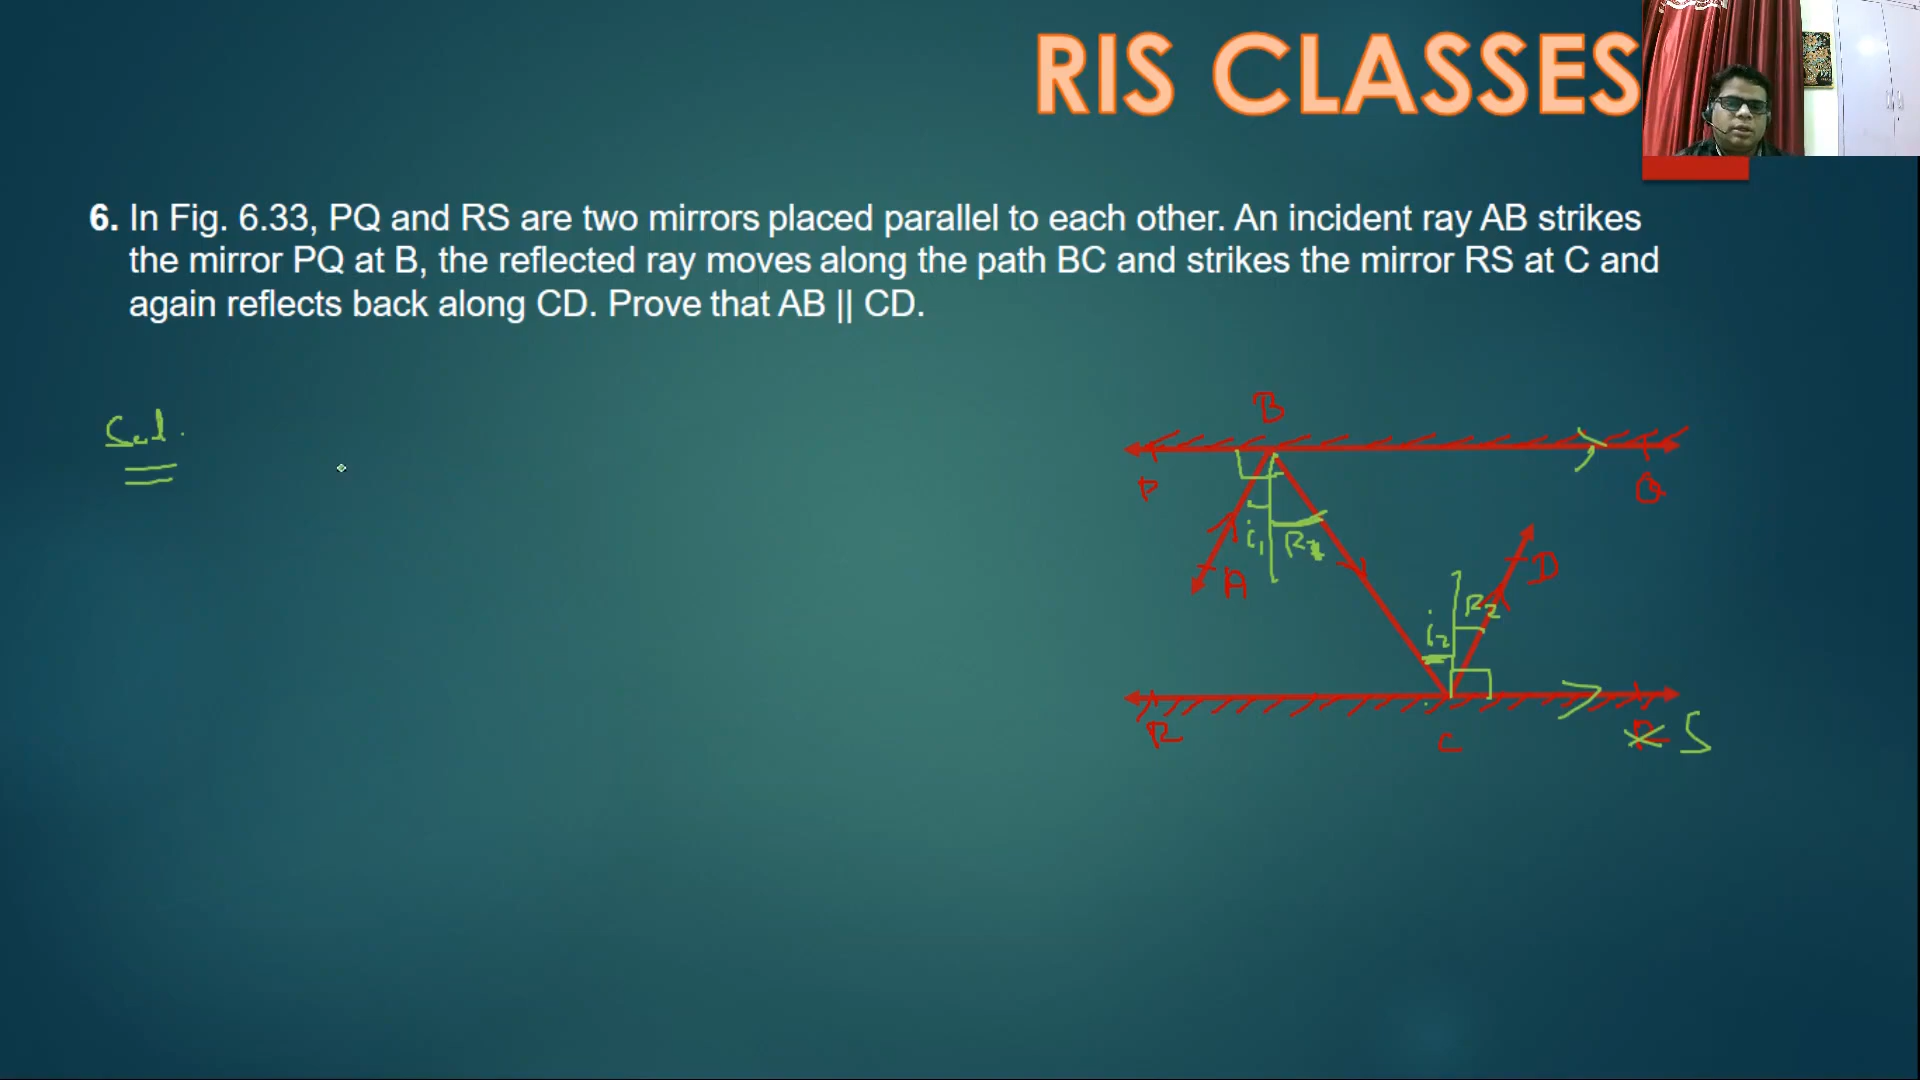 RIS CLASSES
6. In Fig. 6.33, PQ and RS are two mirrors placed parallel to each other. An incident ray AB strikes
the mirror PQ at B, the reflected ray moves along the path BC and strikes the mirror RS at C and
again reflects back along CD. Prove that AB || CD.
Sol.
B
P
Q
i1
R1
A
D
R2
i2
R
C
R S